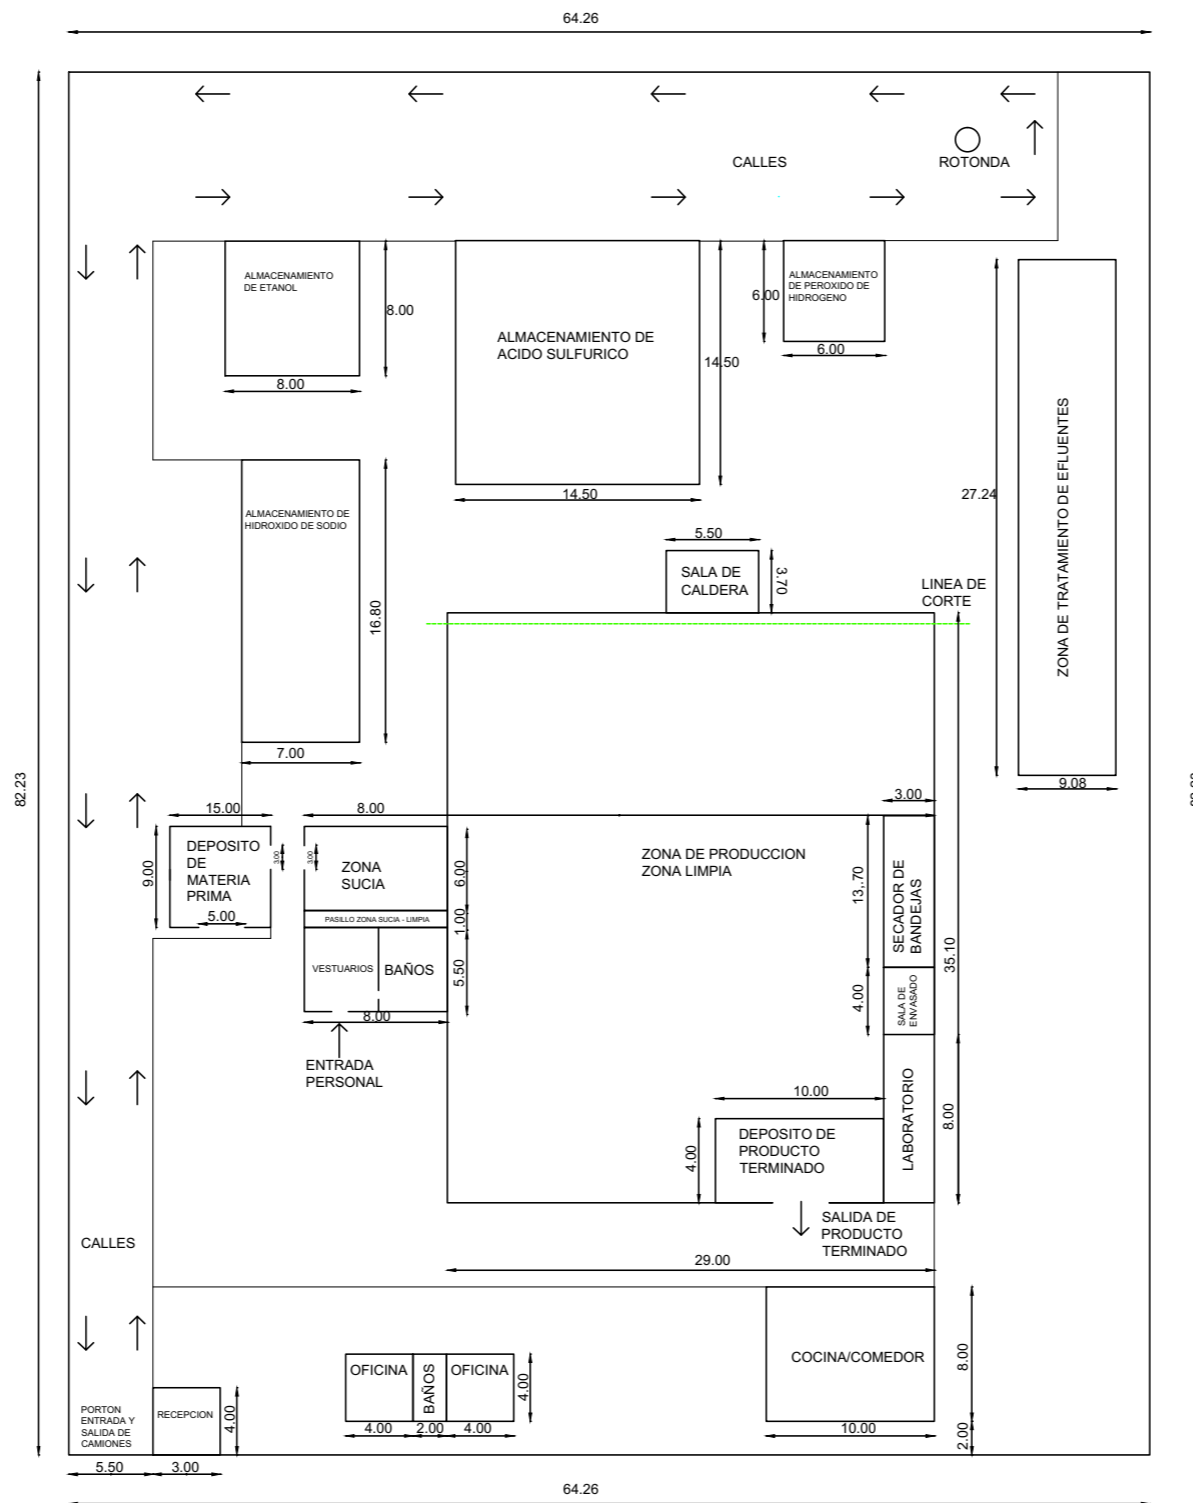 64.26
CALLES
ROTONDA
ALMACENAMIENTO
DE ETANOL
8.00
8.00
ALMACENAMIENTO DE
ACIDO SULFURICO
14.50
14.50
ALMACENAMIENTO
DE PEROXIDO DE
HIDROGENO
6.00
6.00
ZONA DE TRATAMIENTO DE EFLUENTES
27.24
9.08
ALMACENAMIENTO DE
HIDROXIDO DE SODIO
16.80
7.00
5.50
SALA DE
CALDERA
3.70
LINEA DE
CORTE
82.23
15.00
DEPOSITO
DE
MATERIA
PRIMA
9.00
5.00
3.00
8.00
3.00
ZONA
SUCIA
6.00
PASILLO ZONA SUCIA - LIMPIA
1.00
VESTUARIOS
BAÑOS
5.50
8.00
ENTRADA
PERSONAL
ZONA DE PRODUCCION
ZONA LIMPIA
3.00
13,.70
SECADOR DE
BANDEJAS
35.10
4.00
SALA DE
ENVASADO
LABORATORIO
8.00
10.00
DEPOSITO DE
PRODUCTO
TERMINADO
4.00
SALIDA DE
PRODUCTO
TERMINADO
29.00
CALLES
COCINA/COMEDOR
8.00
10.00
2.00
OFICINA
BAÑOS
OFICINA
4.00
4.00
2.00
4.00
PORTON
ENTRADA Y
SALIDA DE
CAMIONES
RECEPCION
4.00
5.50
3.00
64.26